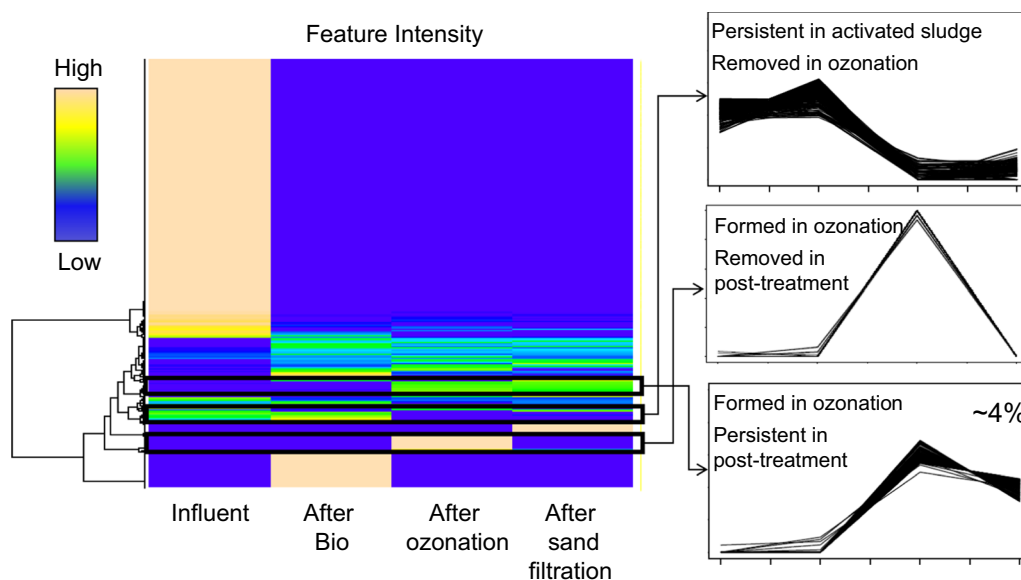 Feature Intensity
High
Low
Influent
After
Bio
After
ozonation
After
sand
filtration
Persistent in activated sludge
Removed in ozonation
Formed in ozonation
Removed in
post-treatment
Formed in ozonation
~4%
Persistent in
post-treatment